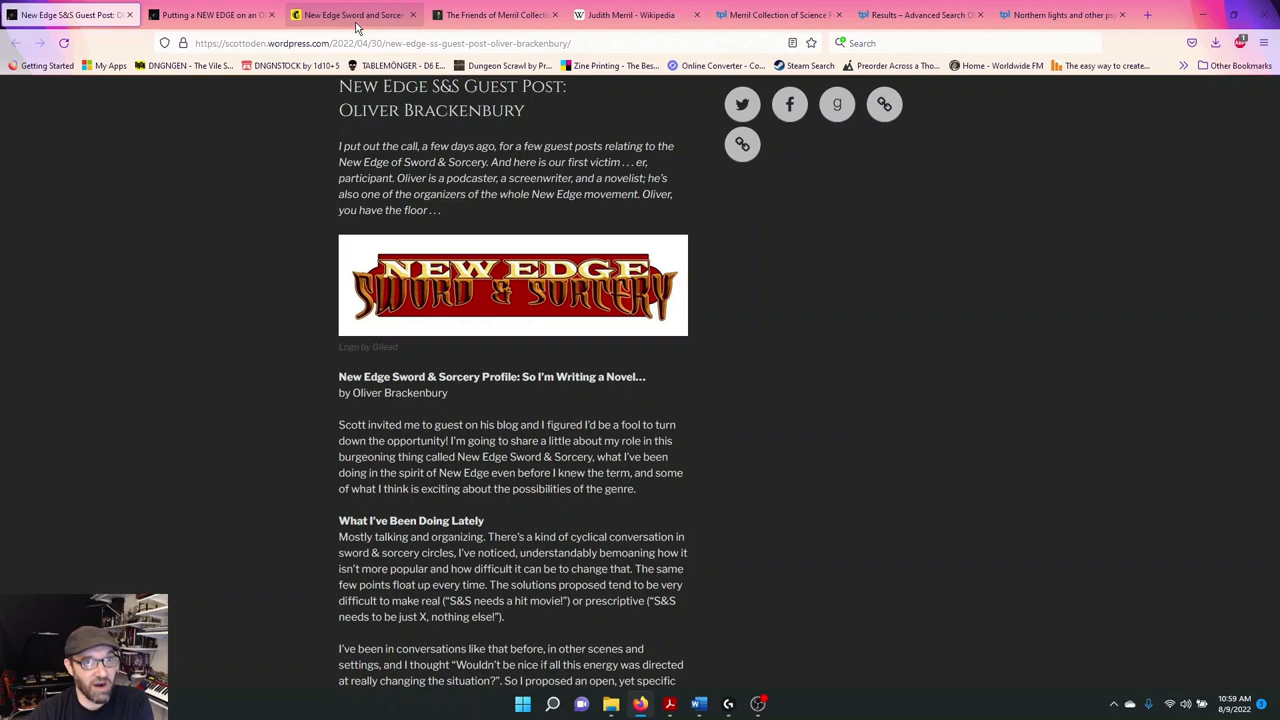 New Edge S&S Guest Post: Ol
Putting a NEW EDGE on an Ol
New Edge Sword and Sorcer
The Friends of Merril Collectio
Judith Merril - Wikipedia
Merril Collection of Science F
Results – Advanced Search O
Northern lights and other psy
https://scottoden.wordpress.com/2022/04/30/new-edge-ss-guest-post-oliver-brackenbury/
Search
Getting Started
My Apps
DNGNGEN - The Vile S...
DNGNSTOCK by 1d10+5
TABLEMÖNGER - D6 E...
Dungeon Scrawl by Pr...
Zine Printing - The Bes...
Online Converter - Co...
Steam Search
Preorder Across a Tho...
Home - Worldwide FM
The easy way to create...
Other Bookmarks
New Edge S&S Guest Post:
Oliver Brackenbury
I put out the call, a few days ago, for a few guest posts relating to the
New Edge of Sword & Sorcery. And here is our first victim . . . er,
participant. Oliver is a podcaster, a screenwriter, and a novelist; he's
also one of the organizers of the whole New Edge movement. Oliver,
you have the floor . . .
NEW EDGE
SWORD & SORCERY
Logo by Gilead
New Edge Sword & Sorcery Profile: So I'm Writing a Novel…
by Oliver Brackenbury
Scott invited me to guest on his blog and I figured I'd be a fool to turn
down the opportunity! I'm going to share a little about my role in this
burgeoning thing called New Edge Sword & Sorcery, what I've been
doing in the spirit of New Edge even before I knew the term, and some
of what I think is exciting about the possibilities of the genre.
What I've Been Doing Lately
Mostly talking and organizing. There's a kind of cyclical conversation in
sword & sorcery circles, I've noticed, understandably bemoaning how it
isn't more popular and how difficult it can be to change that. The same
few points float up every time. The solutions proposed tend to be very
difficult to make real ("S&S needs a hit movie!") or prescriptive ("S&S
needs to be just X, nothing else!").
I've been in conversations like that before, in other scenes and
settings, and I thought "Wouldn't be nice if all this energy was directed
at really changing the situation?". So I proposed an open, yet specific
10:59 AM
8/9/2022